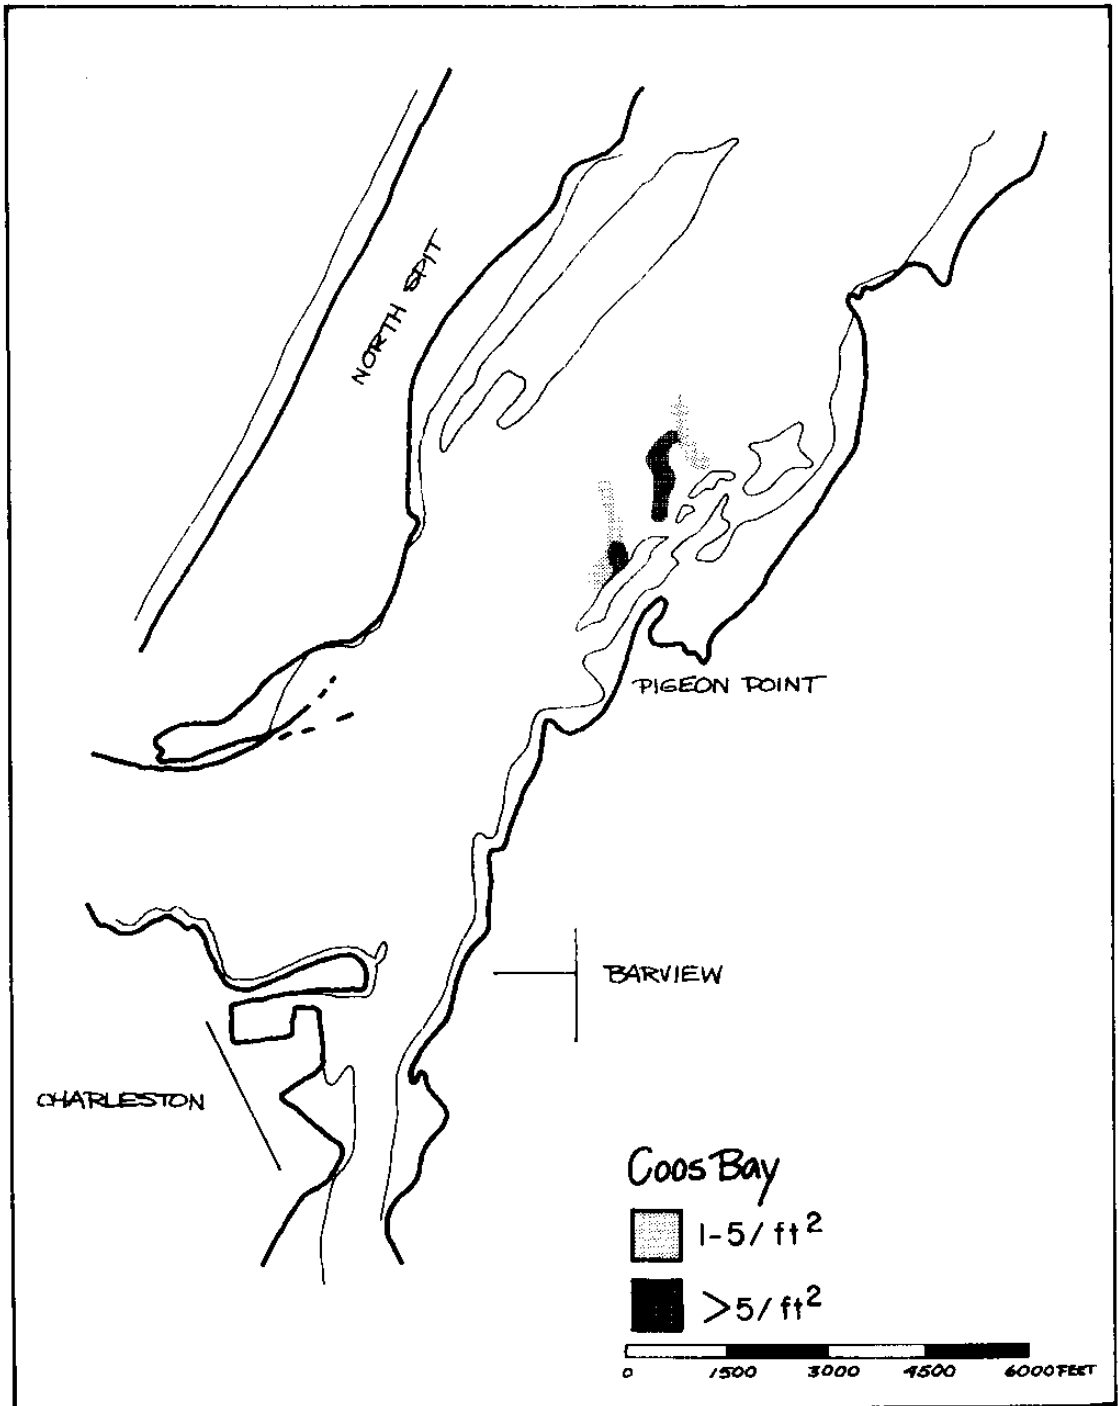 NORTH SPIT
PIGEON POINT
BARVIEW
CHARLESTON
Coos Bay
1-5/ft²
>5/ft²
0 1500 3000 4500 6000 FEET